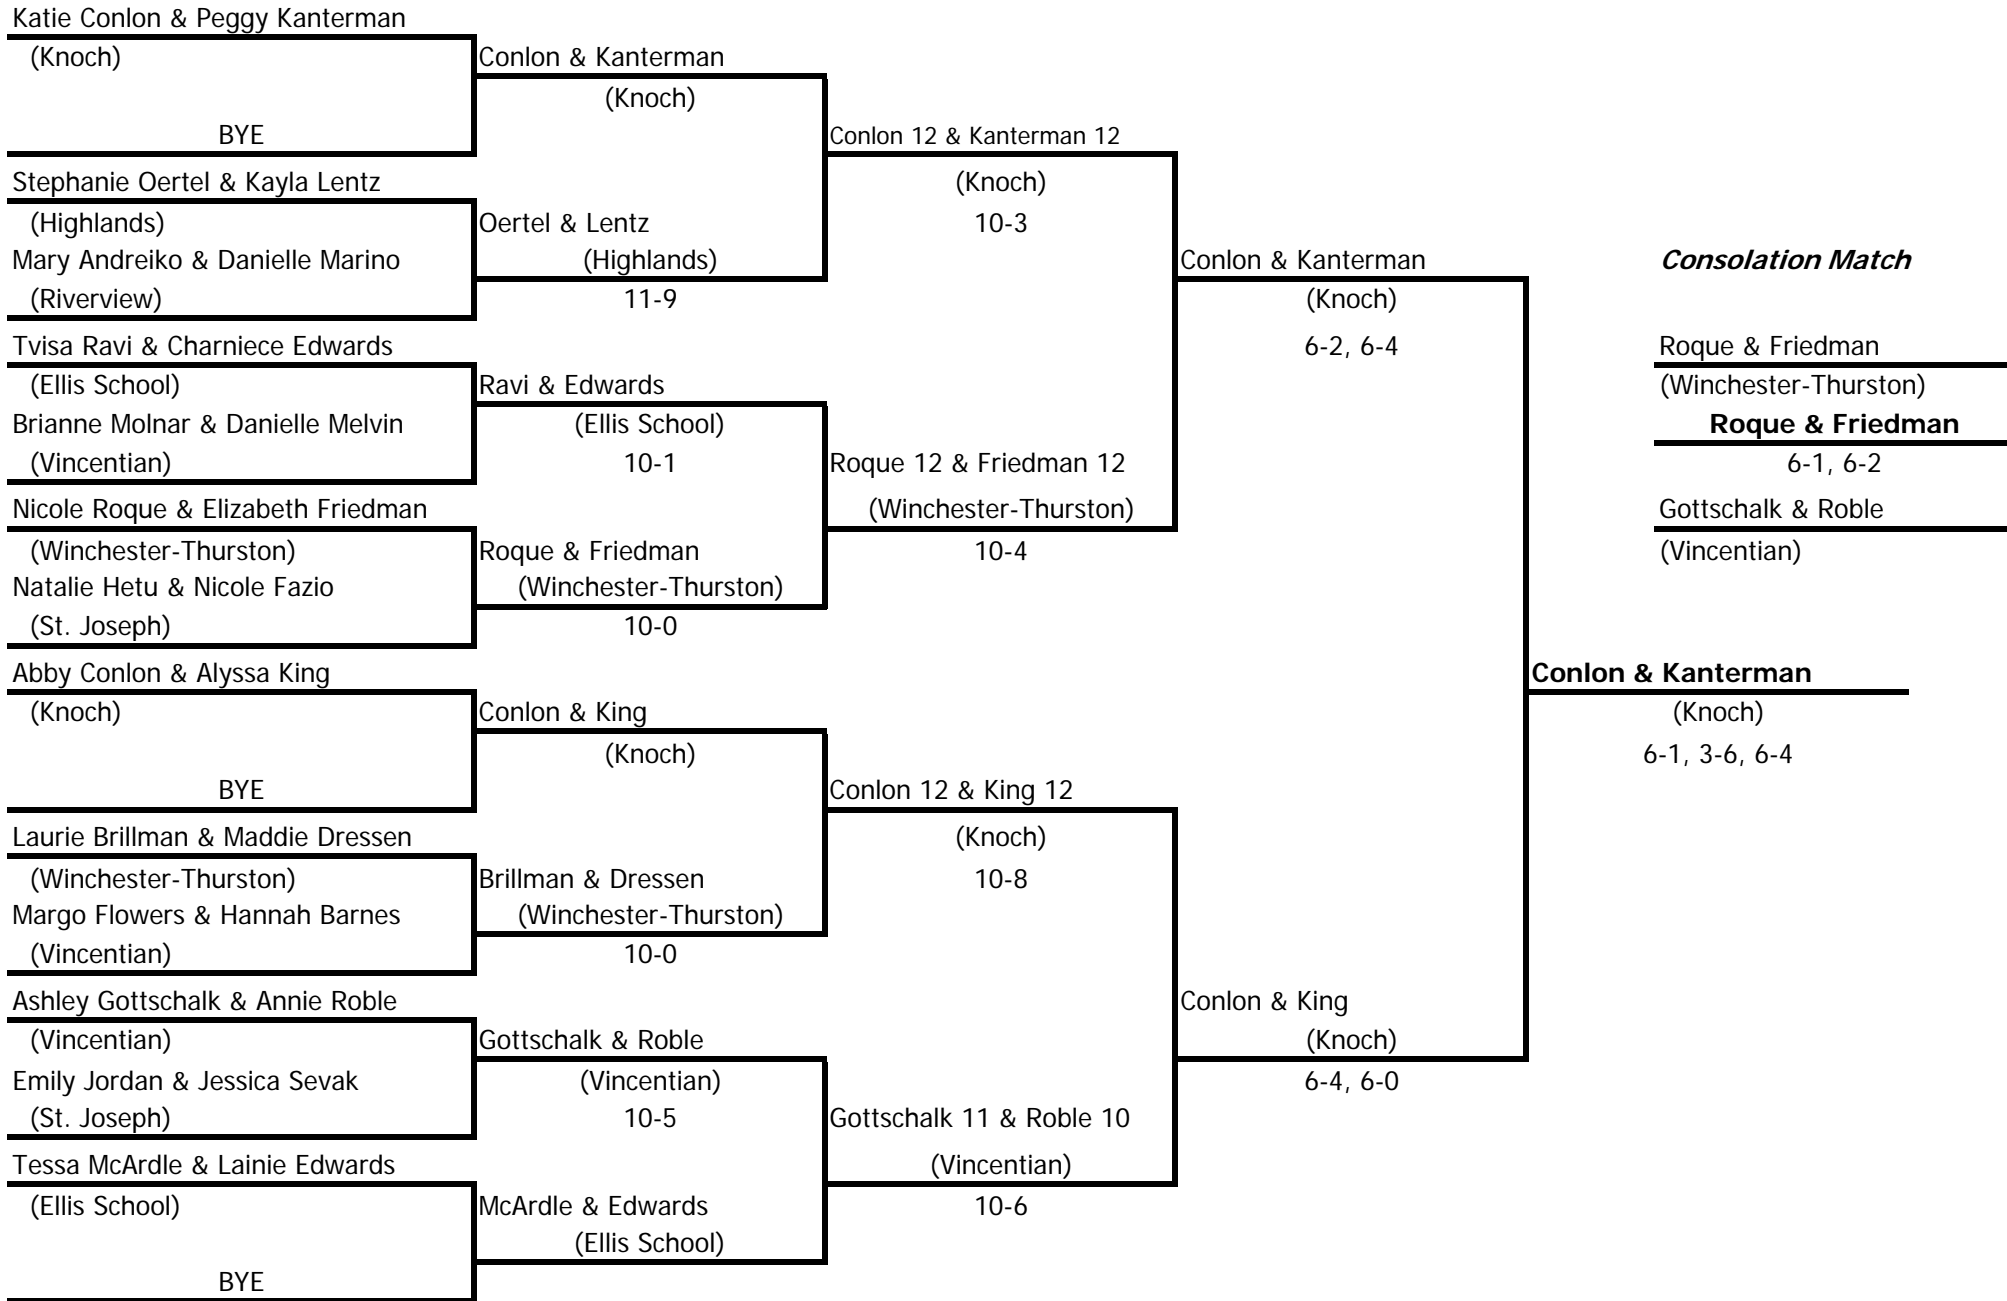 Katie Conlon & Peggy Kanterman
(Knoch)
BYE
Stephanie Oertel & Kayla Lentz
(Highlands)
Mary Andreiko & Danielle Marino
(Riverview)
Tvisa Ravi & Charniece Edwards
(Ellis School)
Brianne Molnar & Danielle Melvin
(Vincentian)
Nicole Roque & Elizabeth Friedman
(Winchester-Thurston)
Natalie Hetu & Nicole Fazio
(St. Joseph)
Abby Conlon & Alyssa King
(Knoch)
BYE
Laurie Brillman & Maddie Dressen
(Winchester-Thurston)
Margo Flowers & Hannah Barnes
(Vincentian)
Ashley Gottschalk & Annie Roble
(Vincentian)
Emily Jordan & Jessica Sevak
(St. Joseph)
Tessa McArdle & Lainie Edwards
(Ellis School)
BYE
Conlon & Kanterman
(Knoch)
Oertel & Lentz
(Highlands)
11-9
Ravi & Edwards
(Ellis School)
10-1
Roque & Friedman
(Winchester-Thurston)
10-0
Conlon & King
(Knoch)
Brillman & Dressen
(Winchester-Thurston)
10-0
Gottschalk & Roble
(Vincentian)
10-5
McArdle & Edwards
(Ellis School)
Conlon 12 & Kanterman 12
(Knoch)
10-3
Roque 12 & Friedman 12
(Winchester-Thurston)
10-4
Conlon 12 & King 12
(Knoch)
10-8
Gottschalk 11 & Roble 10
(Vincentian)
10-6
Conlon & Kanterman
(Knoch)
6-2, 6-4
Conlon & King
(Knoch)
6-4, 6-0
Conlon & Kanterman
(Knoch)
6-1, 3-6, 6-4
Consolation Match
Roque & Friedman
(Winchester-Thurston)
Roque & Friedman
6-1, 6-2
Gottschalk & Roble
(Vincentian)